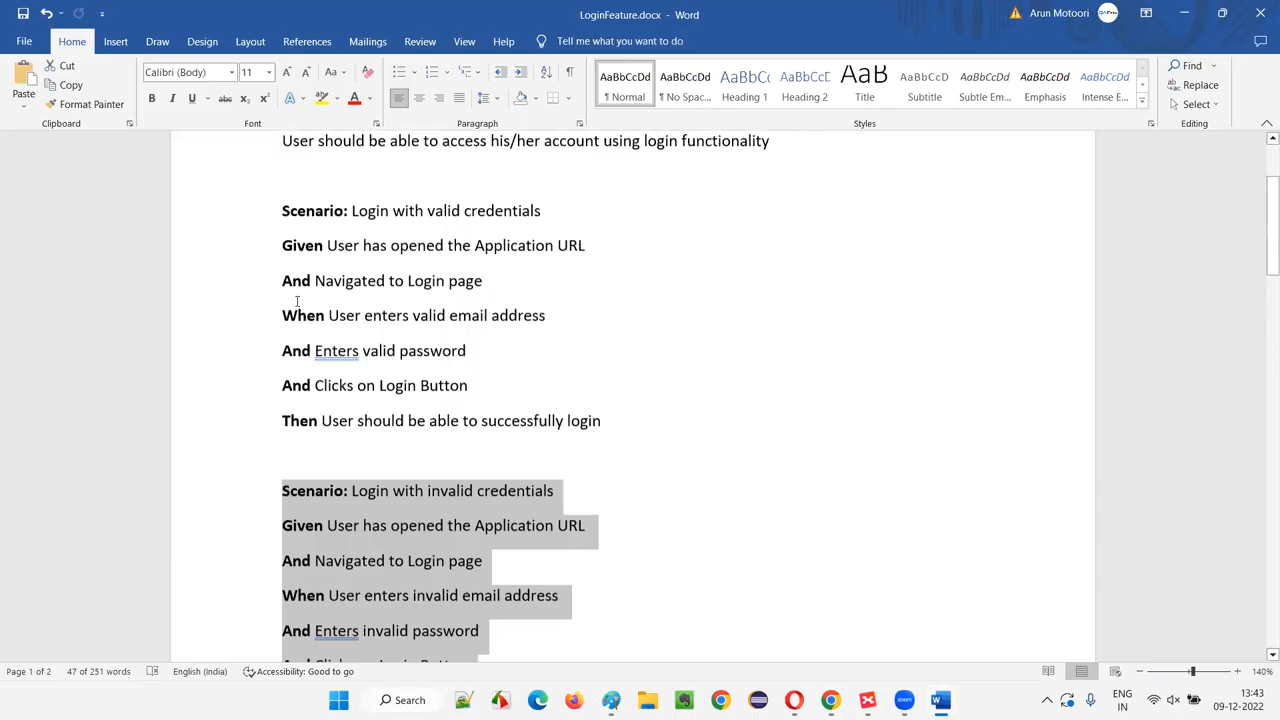 LoginFeature.docx - Word
Arun Motoori
File Home Insert Draw Design Layout References Mailings Review View Help Tell me what you want to do
Paste
Cut
Copy
Format Painter
Clipboard
Calibri (Body) 11
Font
Paragraph
AaBbCcDd AaBbCcDd AaBbCc AaBbCcC AaB AaBbCcD AaBbCcDd AaBbCcDd AaBbCcDd
¶ Normal ¶ No Spac... Heading 1 Heading 2 Title Subtitle Subtle Em... Emphasis Intense E...
Styles
Find
Replace
Select
Editing
User should be able to access his/her account using login functionality
Scenario: Login with valid credentials
Given User has opened the Application URL
And Navigated to Login page
When User enters valid email address
And Enters valid password
And Clicks on Login Button
Then User should be able to successfully login
Scenario: Login with invalid credentials
Given User has opened the Application URL
And Navigated to Login page
When User enters invalid email address
And Enters invalid password
And Clicks on Login Button
Page 1 of 2 47 of 251 words English (India) Accessibility: Good to go 140%
Search
ENG
IN
13:43
09-12-2022